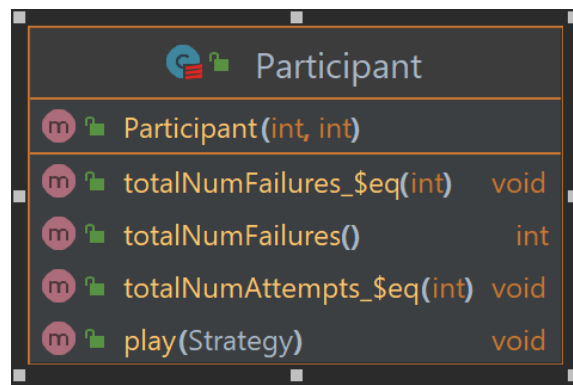 Participant
Participant(int, int)
totalNumFailures_$eq(int) void
totalNumFailures() int
totalNumAttempts_$eq(int) void
play(Strategy) void